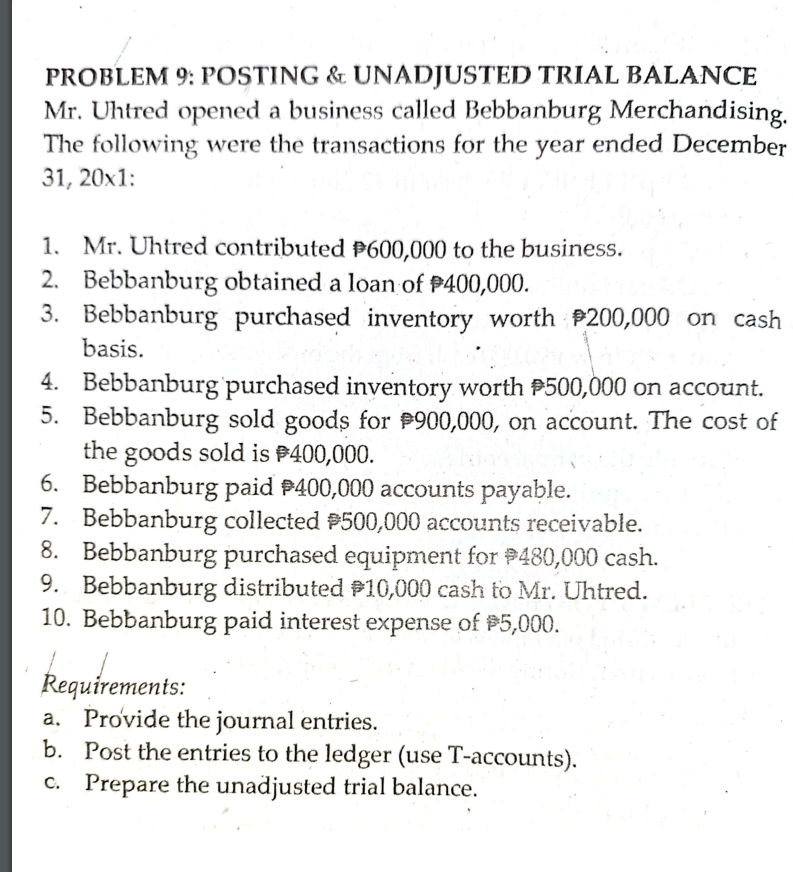 PROBLEM 9: POSTING & UNADJUSTED TRIAL BALANCE
Mr. Uhtred opened a business called Bebbanburg Merchandising.
The following were the transactions for the year ended December
31, 20x1:
1. Mr. Uhtred contributed ₱600,000 to the business.
2. Bebbanburg obtained a loan of ₱400,000.
3. Bebbanburg purchased inventory worth ₱200,000 on cash
basis.
4. Bebbanburg purchased inventory worth ₱500,000 on account.
5. Bebbanburg sold goods for ₱900,000, on account. The cost of
the goods sold is ₱400,000.
6. Bebbanburg paid ₱400,000 accounts payable.
7. Bebbanburg collected ₱500,000 accounts receivable.
8. Bebbanburg purchased equipment for ₱480,000 cash.
9. Bebbanburg distributed ₱10,000 cash to Mr. Uhtred.
10. Bebbanburg paid interest expense of ₱5,000.
Requirements:
a. Provide the journal entries.
b. Post the entries to the ledger (use T-accounts).
c. Prepare the unadjusted trial balance.